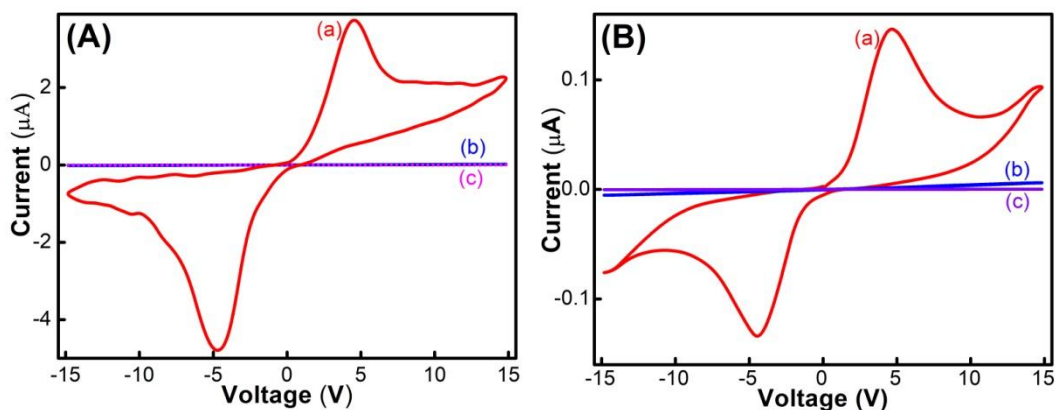 (A)
(a)
Current (μA)
2
0
-2
-4
(b)
(c)
-15 -10 -5 0 5 10 15
Voltage (V)
(B)
(a)
Current (μA)
0.1
0.0
-0.1
(b)
(c)
-15 -10 -5 0 5 10 15
Voltage (V)